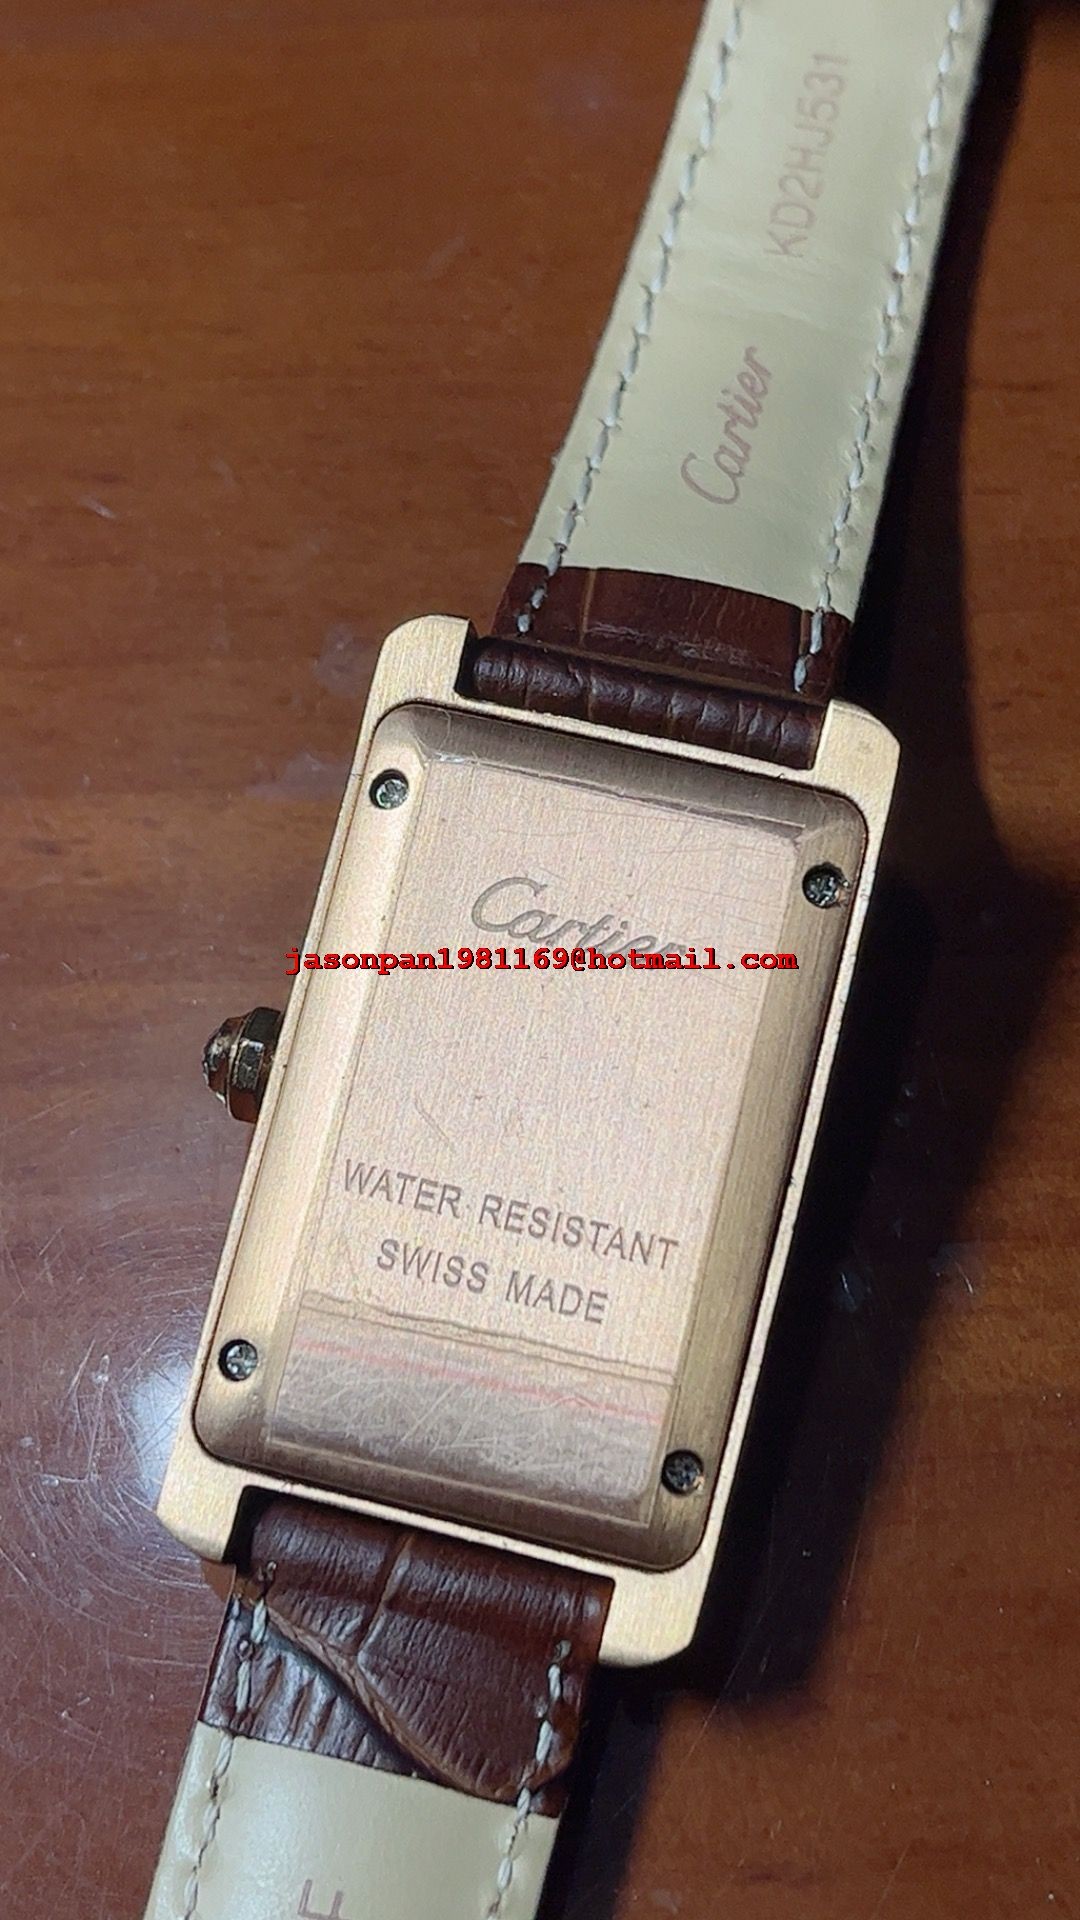 KD2HJ531
Cartier
Cartier
jasonpan1981169@hotmail.com
WATER RESISTANT
SWISS MADE